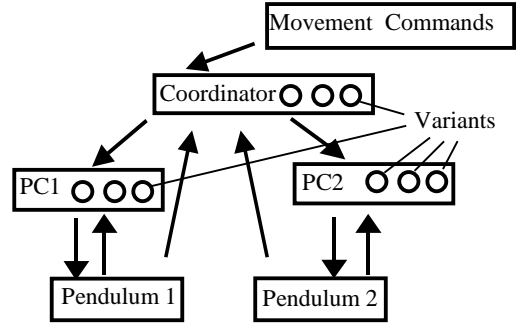 Movement Commands
Coordinator
Variants
PC1
PC2
Pendulum 1
Pendulum 2